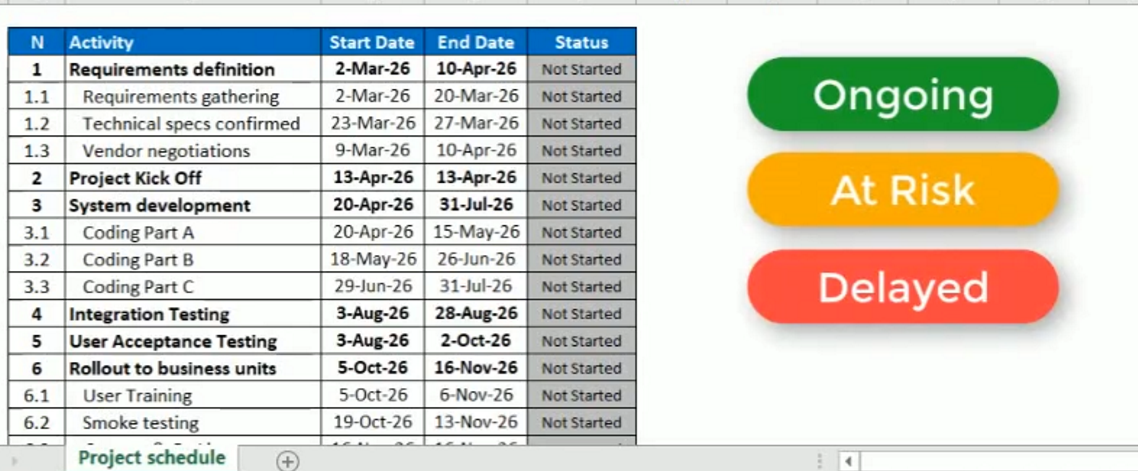 N Activity Start Date End Date Status
1 Requirements definition 2-Mar-26 10-Apr-26 Not Started
1.1 Requirements gathering 2-Mar-26 20-Mar-26 Not Started
1.2 Technical specs confirmed 23-Mar-26 27-Mar-26 Not Started
1.3 Vendor negotiations 9-Mar-26 10-Apr-26 Not Started
2 Project Kick Off 13-Apr-26 13-Apr-26 Not Started
3 System development 20-Apr-26 31-Jul-26 Not Started
3.1 Coding Part A 20-Apr-26 15-May-26 Not Started
3.2 Coding Part B 18-May-26 26-Jun-26 Not Started
3.3 Coding Part C 29-Jun-26 31-Jul-26 Not Started
4 Integration Testing 3-Aug-26 28-Aug-26 Not Started
5 User Acceptance Testing 3-Aug-26 2-Oct-26 Not Started
6 Rollout to business units 5-Oct-26 16-Nov-26 Not Started
6.1 User Training 5-Oct-26 6-Nov-26 Not Started
6.2 Smoke testing 19-Oct-26 13-Nov-26 Not Started
Ongoing
At Risk
Delayed
Project schedule